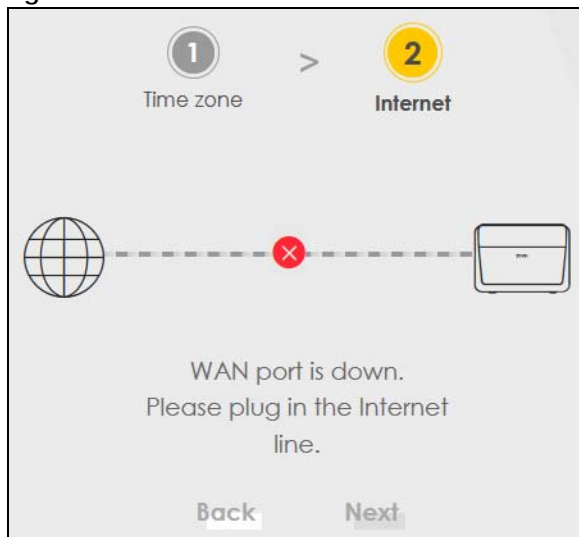 1
>
2
Time zone
Internet
WAN port is down.
Please plug in the Internet
line.
Back
Next